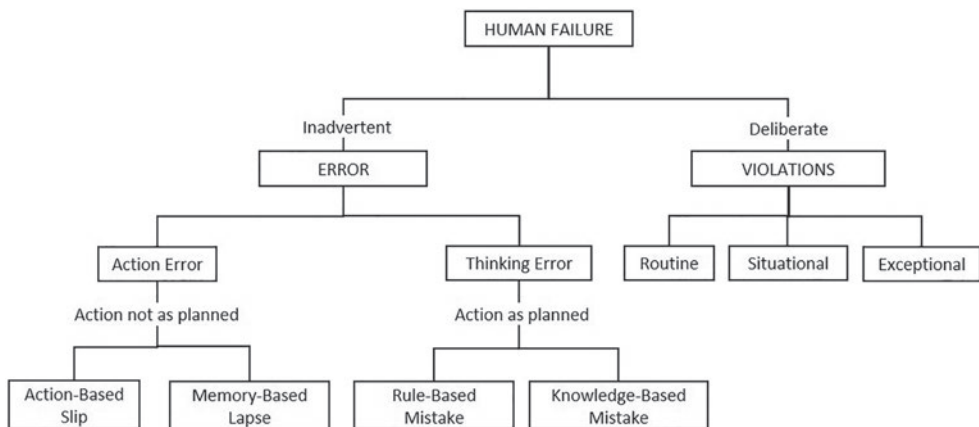 HUMAN FAILURE
Inadvertent
Deliberate
ERROR
VIOLATIONS
Action Error
Thinking Error
Routine
Situational
Exceptional
Action not as planned
Action as planned
Action-Based
Slip
Memory-Based
Lapse
Rule-Based
Mistake
Knowledge-Based
Mistake